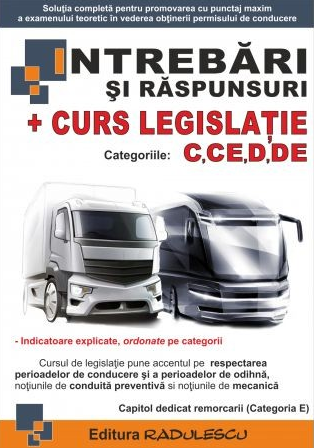 Soluția completă pentru promovarea cu punctaj maxim
a examenului teoretic în vederea obținerii permisului de conducere
INTREBĂRI
ȘI RĂSPUNSURI
+ CURS LEGISLAȚIE
Categoriile: C,CE,D,DE
- Indicatoare explicate, ordonate pe categorii
Cursul de legislație pune accentul pe respectarea
perioadelor de conducere și a perioadelor de odihnă,
noțiunile de conduită preventivă si noțiunile de mecanică
Capitol dedicat remorcarii (Categoria E)
Editura RADULESCU